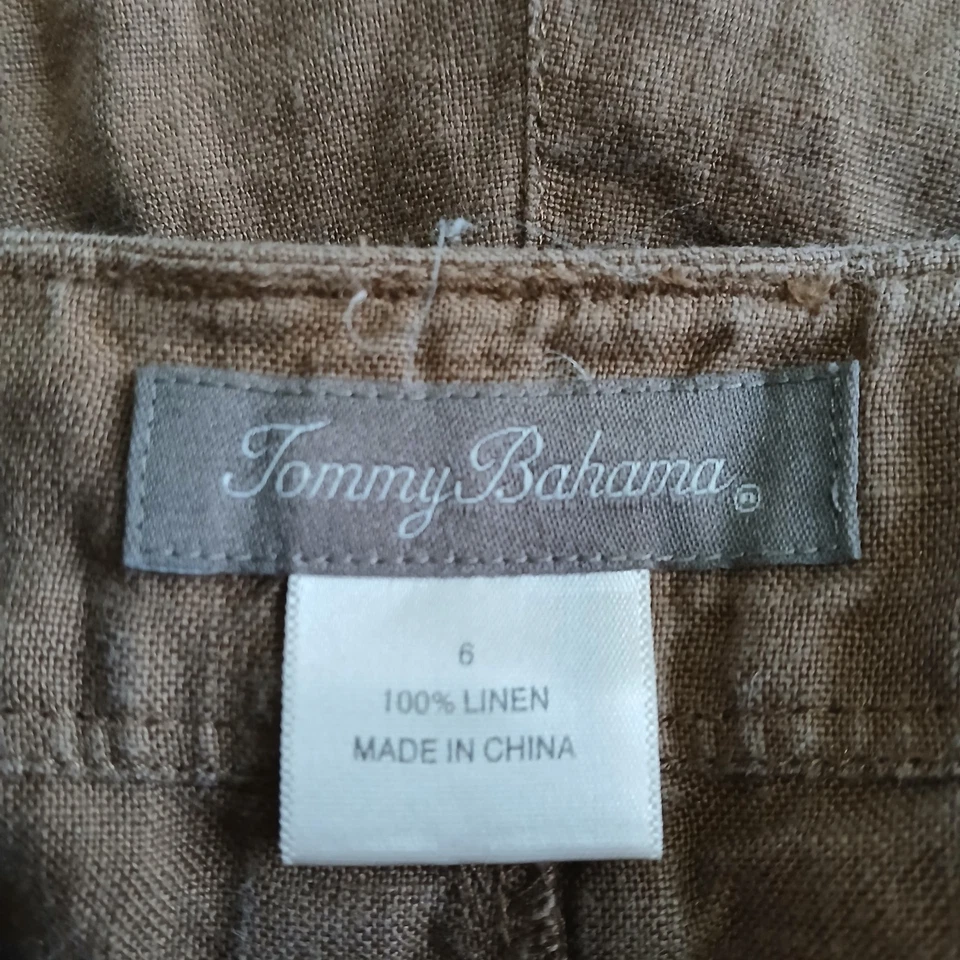 Tommy Bahama®
6
100% LINEN
MADE IN CHINA